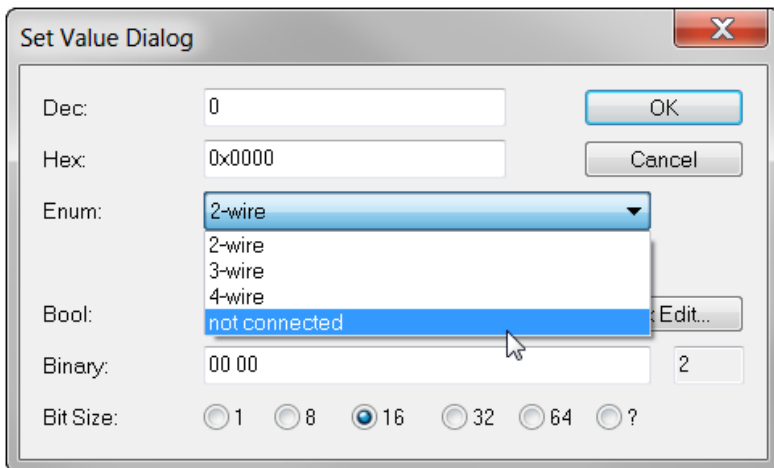 Set Value Dialog
Dec: 0 OK
Hex: 0x0000 Cancel
Enum: 2-wire
2-wire
3-wire
4-wire
not connected
Bool: Edit...
Binary: 00 00 2
Bit Size: 1 8 16 32 64 ?